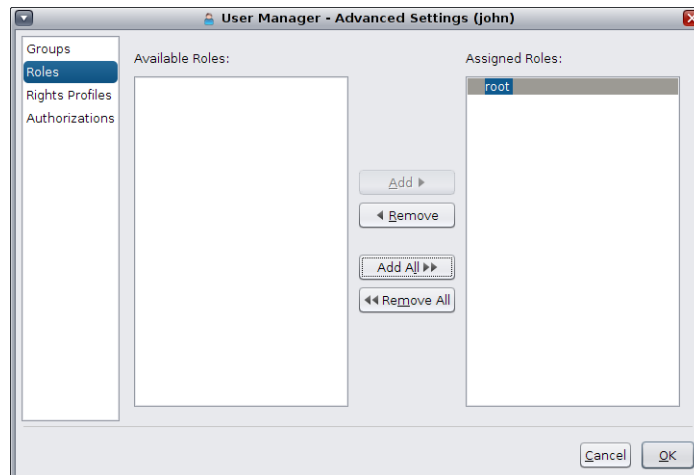 User Manager - Advanced Settings (john)
Groups
Roles
Rights Profiles
Authorizations
Available Roles:
Assigned Roles:
root
Add
Remove
Add All
Remove All
Cancel
OK